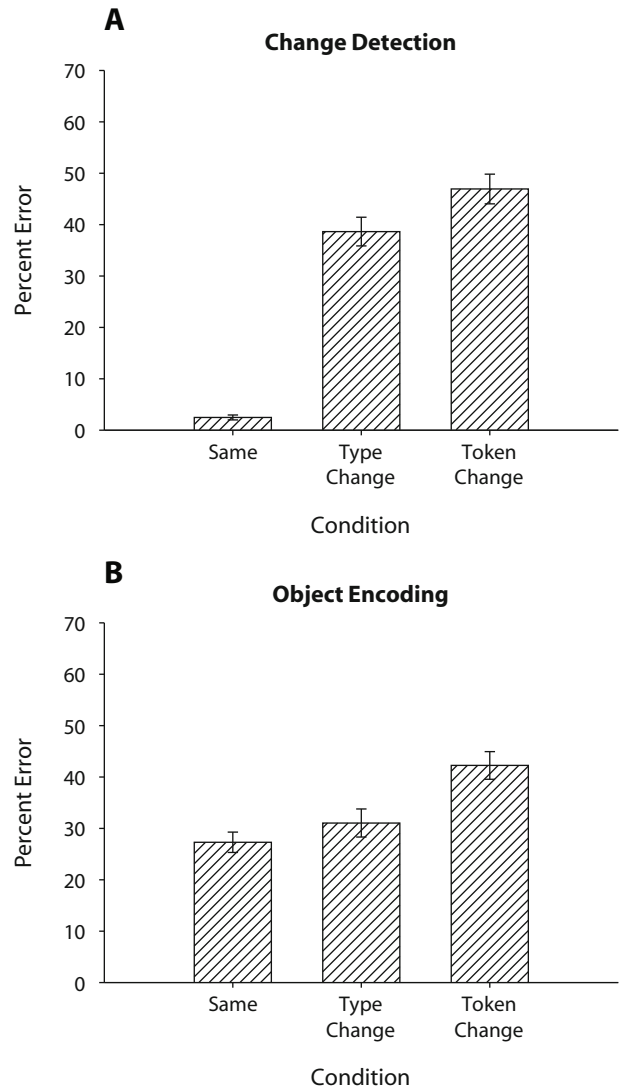 A
Change Detection
70
60
50
40
30
20
10
0
Percent Error
Same
Type
Change
Token
Change
Condition
B
Object Encoding
70
60
50
40
30
20
10
0
Percent Error
Same
Type
Change
Token
Change
Condition